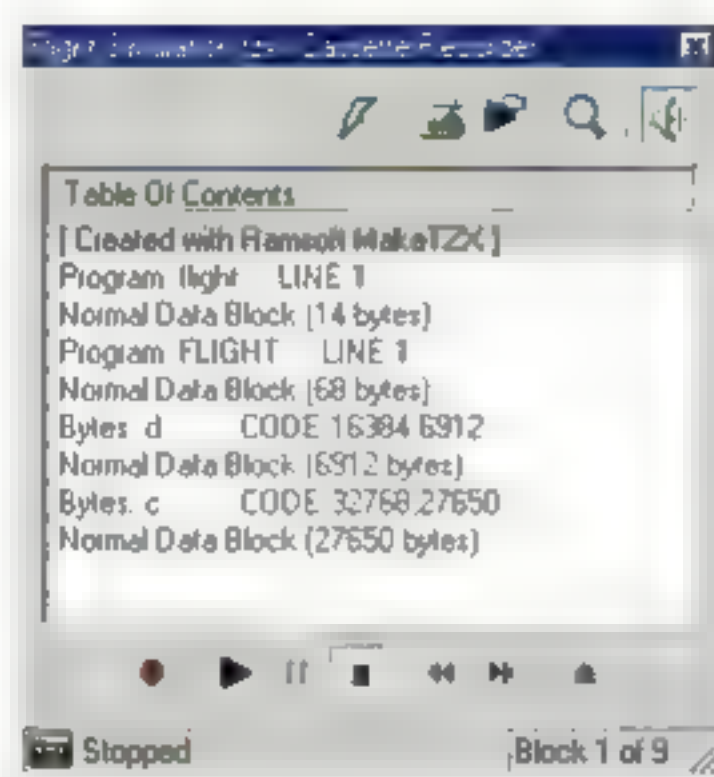 Table Of Contents
[ Created with Ramsoft MakeTZX ]
Program flight LINE 1
Normal Data Block (14 bytes)
Program FLIGHT LINE 1
Normal Data Block (68 bytes)
Bytes d CODE 16384 6912
Normal Data Block (6912 bytes)
Bytes. c CODE 32768,27650
Normal Data Block (27650 bytes)
Stopped
Block 1 of 9